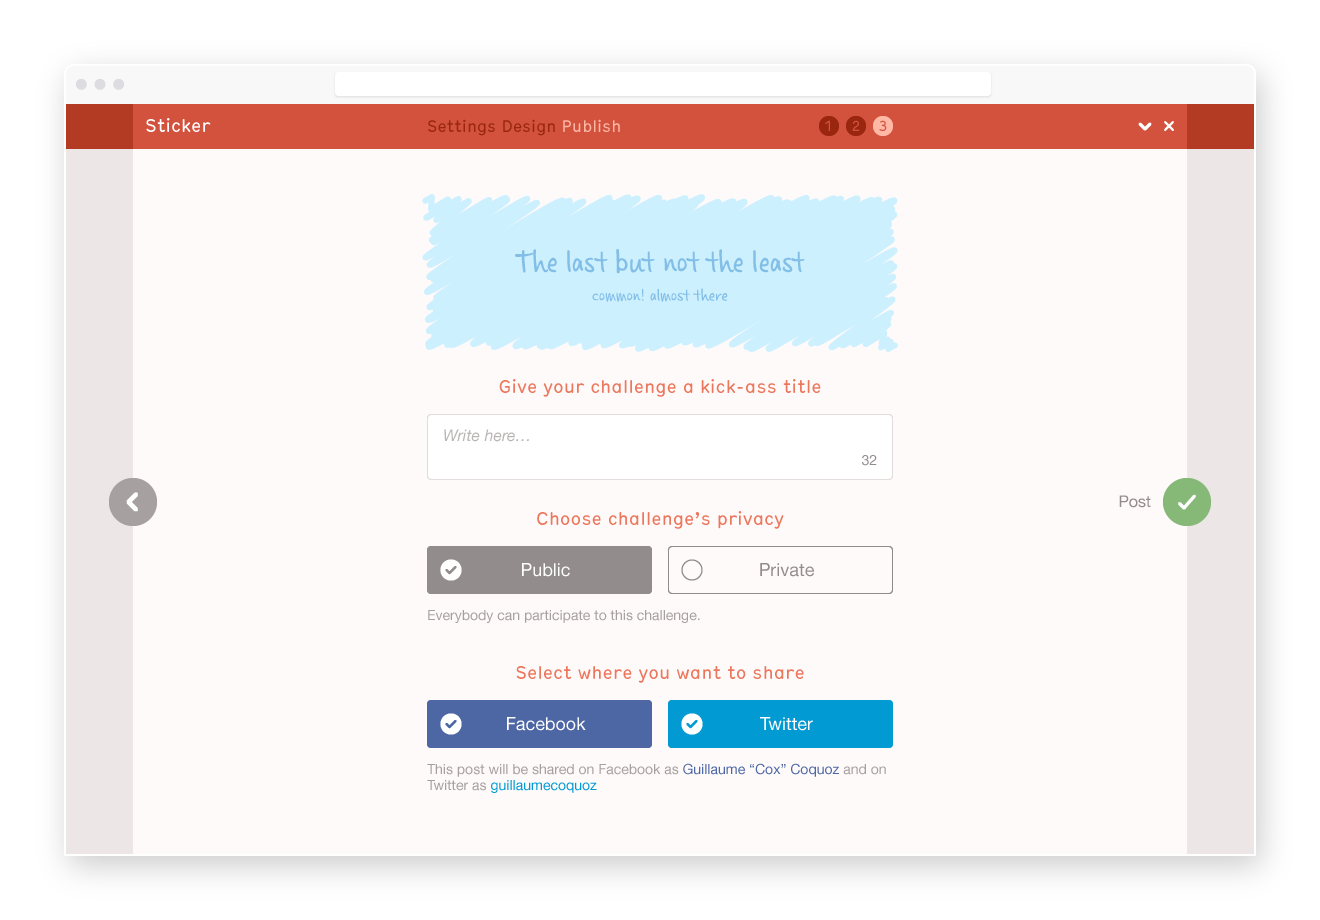 Sticker
Settings Design Publish
1 2 3
The last but not the least
common! almost there
Give your challenge a kick-ass title
Write here...
32
Post
Choose challenge's privacy
Public
Private
Everybody can participate to this challenge.
Select where you want to share
Facebook
Twitter
This post will be shared on Facebook as Guillaume “Cox” Coquoz and on
Twitter as guillaumecoquoz